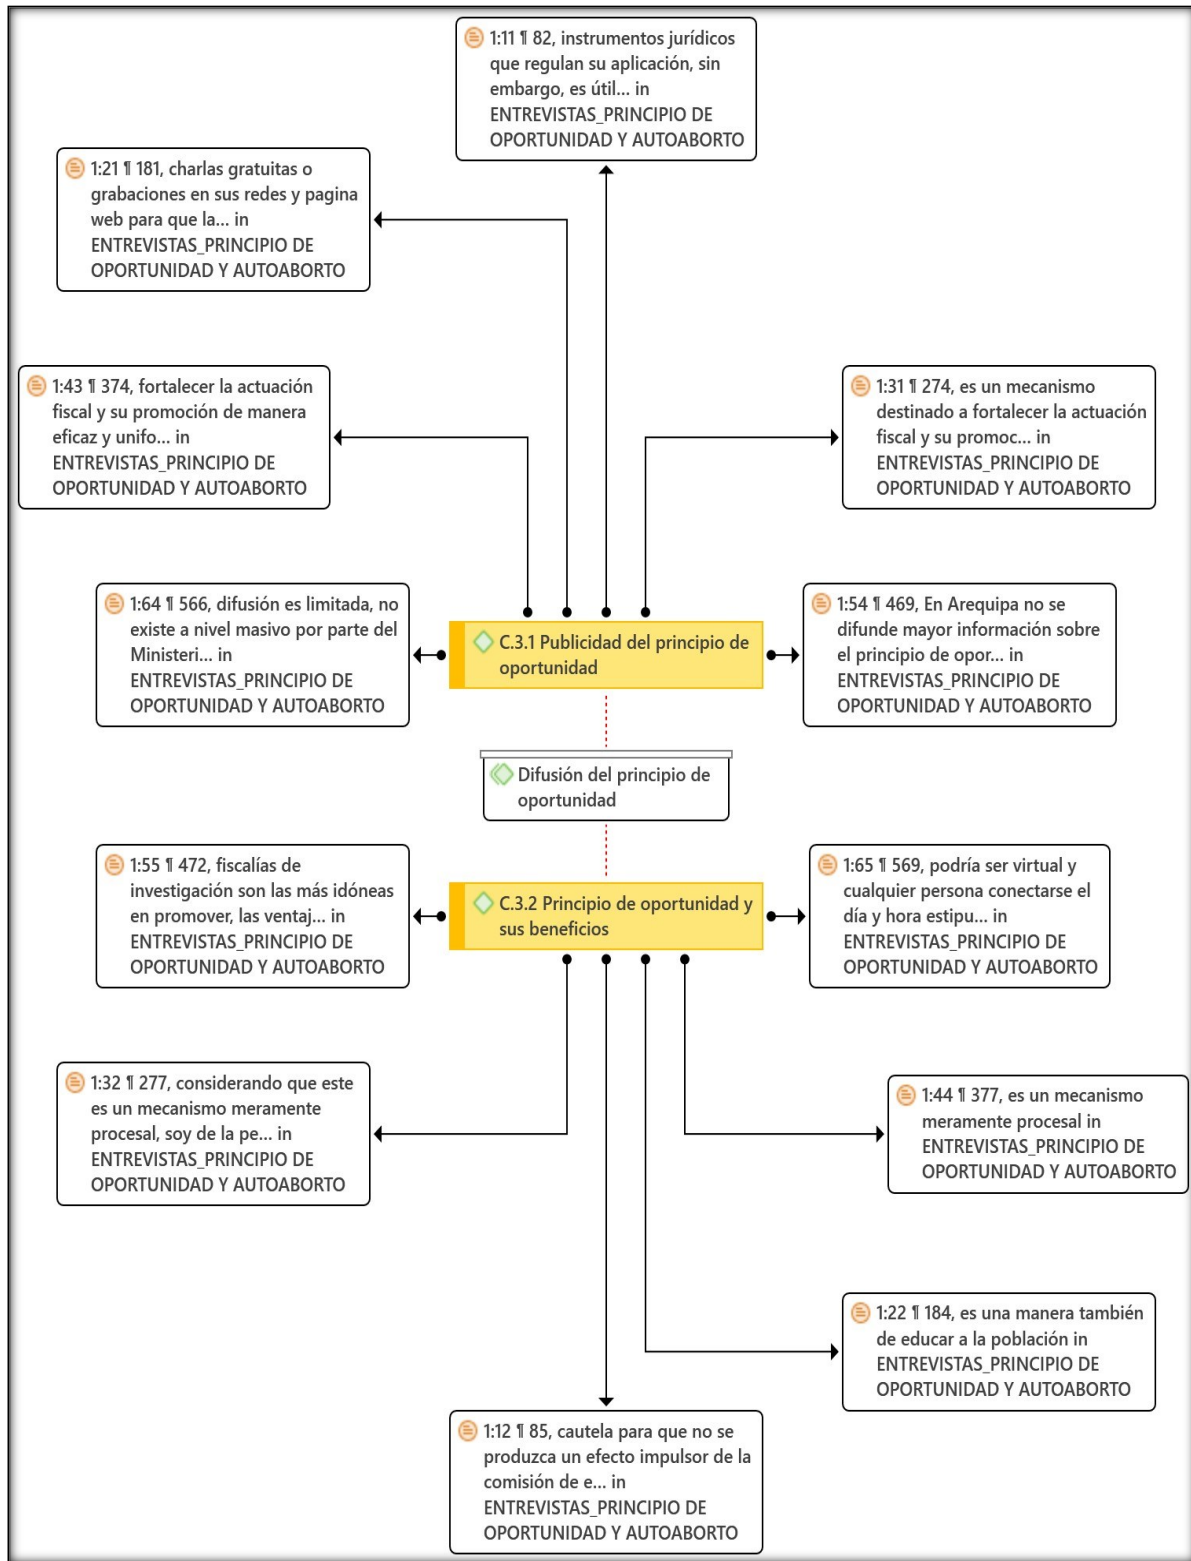 1:11 ¶ 82, instrumentos jurídicos
que regulan su aplicación, sin
embargo, es útil... in
ENTREVISTAS_PRINCIPIO DE
OPORTUNIDAD Y AUTOABORTO
1:21 ¶ 181, charlas gratuitas o
grabaciones en sus redes y pagina
web para que la... in
ENTREVISTAS_PRINCIPIO DE
OPORTUNIDAD Y AUTOABORTO
1:43 ¶ 374, fortalecer la actuación
fiscal y su promoción de manera
eficaz y unifo... in
ENTREVISTAS_PRINCIPIO DE
OPORTUNIDAD Y AUTOABORTO
1:31 ¶ 274, es un mecanismo
destinado a fortalecer la actuación
fiscal y su promoc... in
ENTREVISTAS_PRINCIPIO DE
OPORTUNIDAD Y AUTOABORTO
1:64 ¶ 566, difusión es limitada, no
existe a nivel masivo por parte del
Ministeri... in
ENTREVISTAS_PRINCIPIO DE
OPORTUNIDAD Y AUTOABORTO
C.3.1 Publicidad del principio de
oportunidad
1:54 ¶ 469, En Arequipa no se
difunde mayor información sobre
el principio de opor... in
ENTREVISTAS_PRINCIPIO DE
OPORTUNIDAD Y AUTOABORTO
Difusión del principio de
oportunidad
1:55 ¶ 472, fiscalías de
investigación son las más idóneas
en promover, las ventaj... in
ENTREVISTAS_PRINCIPIO DE
OPORTUNIDAD Y AUTOABORTO
C.3.2 Principio de oportunidad y
sus beneficios
1:65 ¶ 569, podría ser virtual y
cualquier persona conectarse el
día y hora estipu... in
ENTREVISTAS_PRINCIPIO DE
OPORTUNIDAD Y AUTOABORTO
1:32 ¶ 277, considerando que este
es un mecanismo meramente
procesal, soy de la pe... in
ENTREVISTAS_PRINCIPIO DE
OPORTUNIDAD Y AUTOABORTO
1:44 ¶ 377, es un mecanismo
meramente procesal in
ENTREVISTAS_PRINCIPIO DE
OPORTUNIDAD Y AUTOABORTO
1:22 ¶ 184, es una manera también
de educar a la población in
ENTREVISTAS_PRINCIPIO DE
OPORTUNIDAD Y AUTOABORTO
1:12 ¶ 85, cautela para que no se
produzca un efecto impulsor de la
comisión de e... in
ENTREVISTAS_PRINCIPIO DE
OPORTUNIDAD Y AUTOABORTO